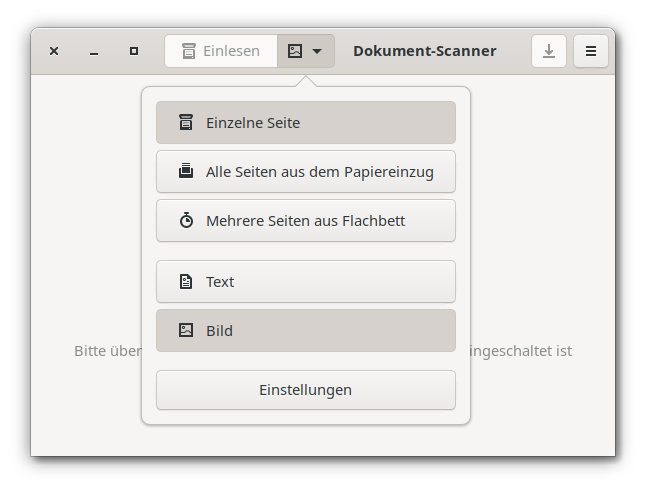 Einlesen
Dokument-Scanner
Einzelne Seite
Alle Seiten aus dem Papiereinzug
Mehrere Seiten aus Flachbett
Text
Bild
Bitte über
ingeschaltet ist
Einstellungen